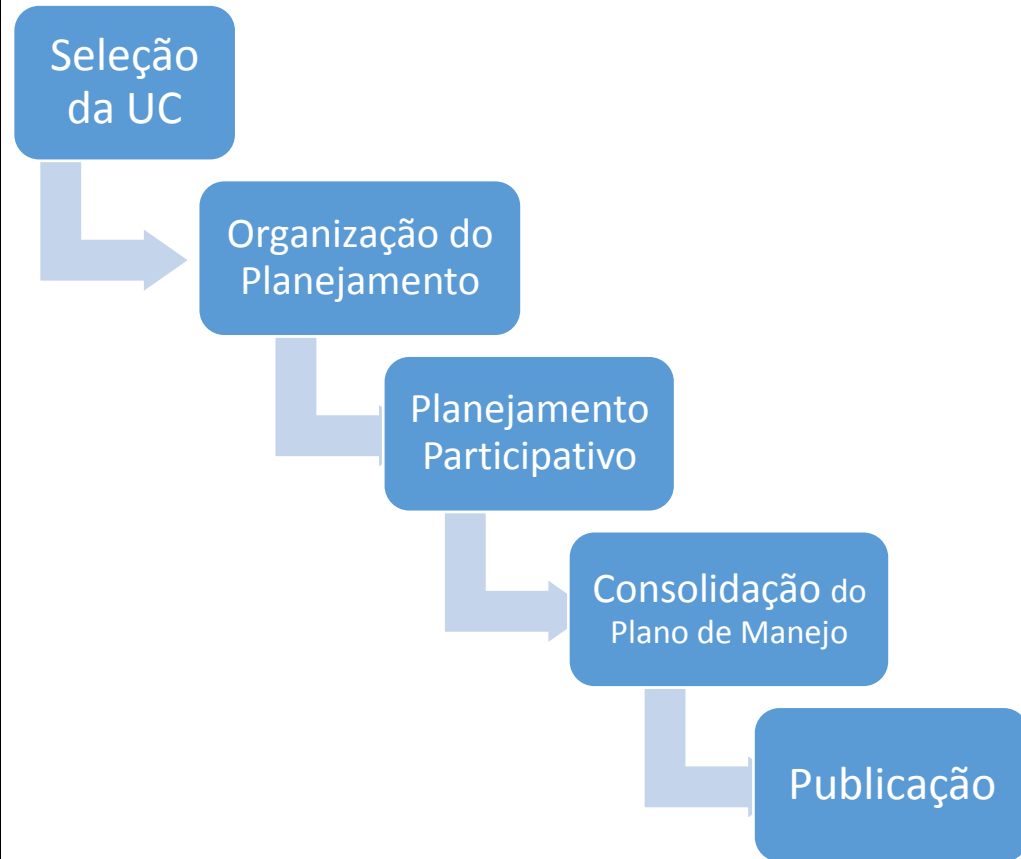 Seleção
da UC
Organização do
Planejamento
Planejamento
Participativo
Consolidação do
Plano de Manejo
Publicação